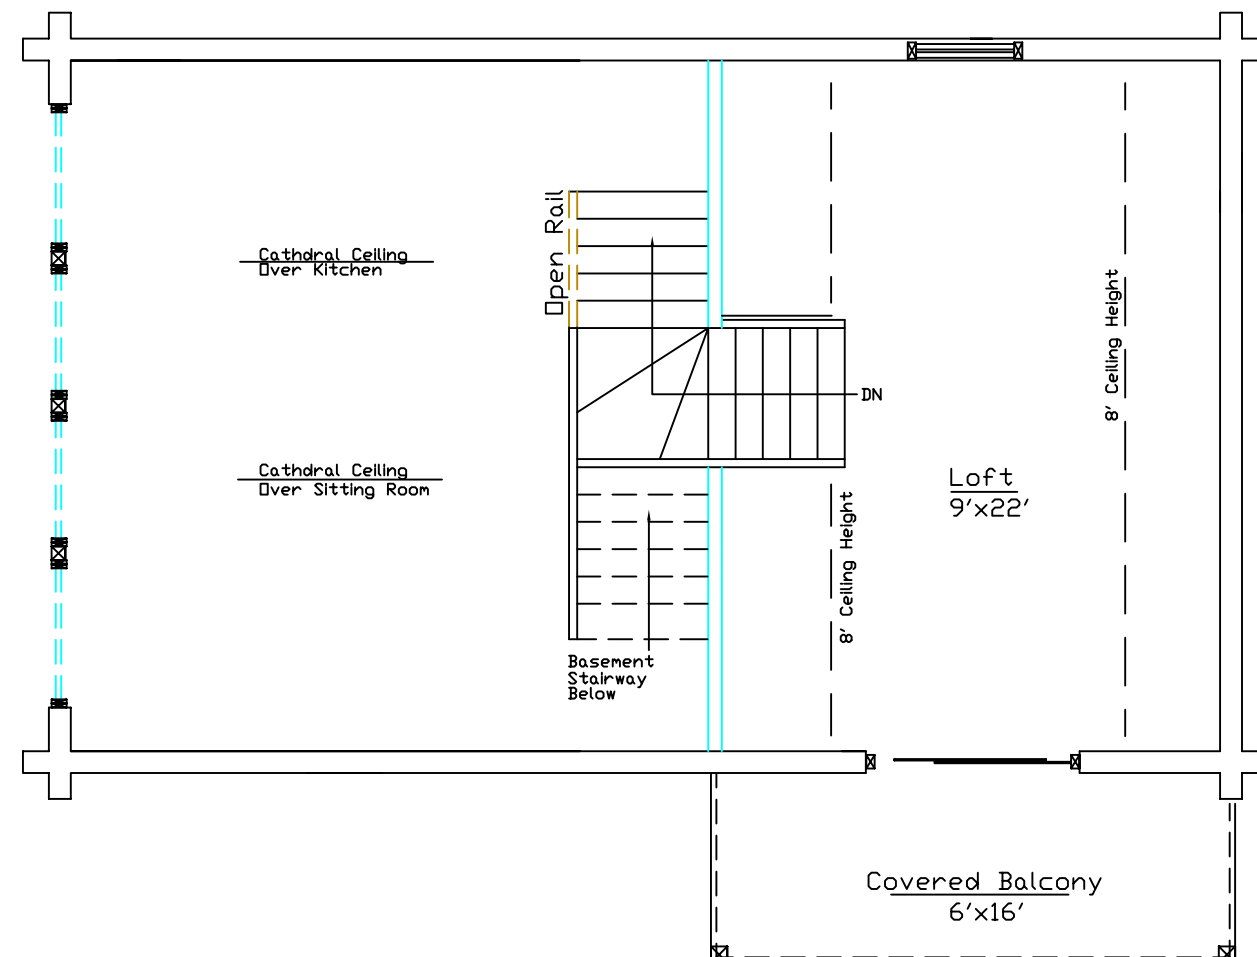 Open Rail
Cathdral Ceiling
Over Kitchen
8' Ceiling Height
DN
Cathdral Ceiling
Over Sitting Room
Loft
9'x22'
8' Ceiling Height
Basement
Stairway
Below
Covered Balcony
6'x16'